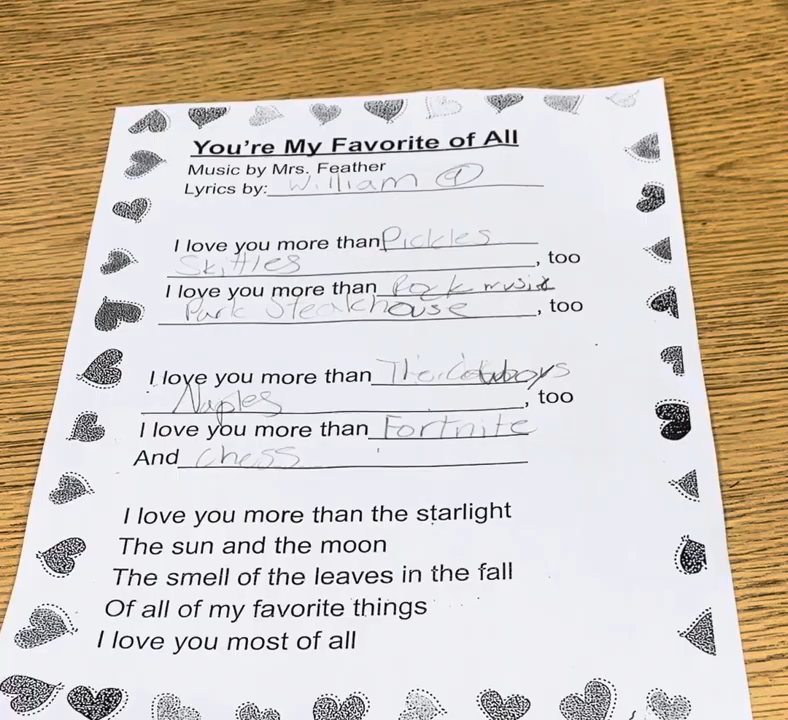 You're My Favorite of All
Music by Mrs. Feather
Lyrics by: William 9
I love you more than Pickles
Skittles, too
I love you more than Rock music
Park Steakhouse, too
I love you more than The Cowboys
Naples, too
I love you more than Fortnite
And chess
I love you more than the starlight
The sun and the moon
The smell of the leaves in the fall
Of all of my favorite things
I love you most of all